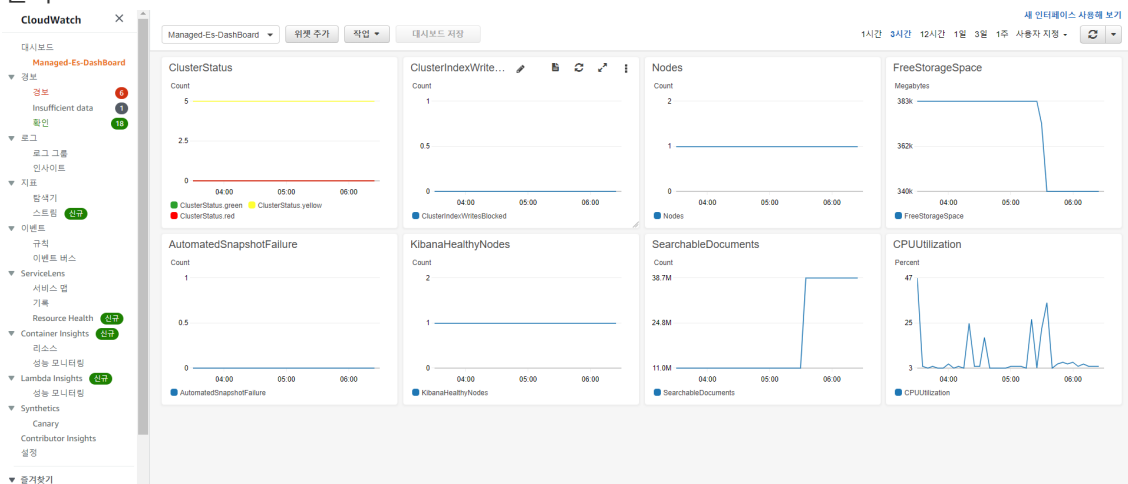 CloudWatch
대시보드
Managed-Es-DashBoard
경보
경보 6
Insufficient data 1
확인 18
로그
로그 그룹
인사이트
지표
탐색기
스트림 신규
이벤트
규칙
이벤트 버스
ServiceLens
서비스 맵
기록
Resource Health 신규
Container Insights 신규
리소스
성능 모니터링
Lambda Insights 신규
성능 모니터링
Synthetics
Canary
Contributor Insights
설정
즐겨찾기
새 인터페이스 사용해 보기
Managed-Es-DashBoard 위젯 추가 작업 대시보드 저장 1시간 3시간 12시간 1일 3일 1주 사용자 지정
ClusterStatus
Count
5
2.5
0
04:00 05:00 06:00
ClusterStatus.green ClusterStatus.yellow
ClusterStatus.red
ClusterIndexWrite...
Count
1
0.5
0
04:00 05:00 06:00
ClusterIndexWritesBlocked
Nodes
Count
2
1
0
04:00 05:00 06:00
Nodes
FreeStorageSpace
Megabytes
383k
362k
340k
04:00 05:00 06:00
FreeStorageSpace
AutomatedSnapshotFailure
Count
1
0.5
0
04:00 05:00 06:00
AutomatedSnapshotFailure
KibanaHealthyNodes
Count
2
1
0
04:00 05:00 06:00
KibanaHealthyNodes
SearchableDocuments
Count
38.7M
24.8M
11.0M
04:00 05:00 06:00
SearchableDocuments
CPUUtilization
Percent
47
25
3
04:00 05:00 06:00
CPUUtilization